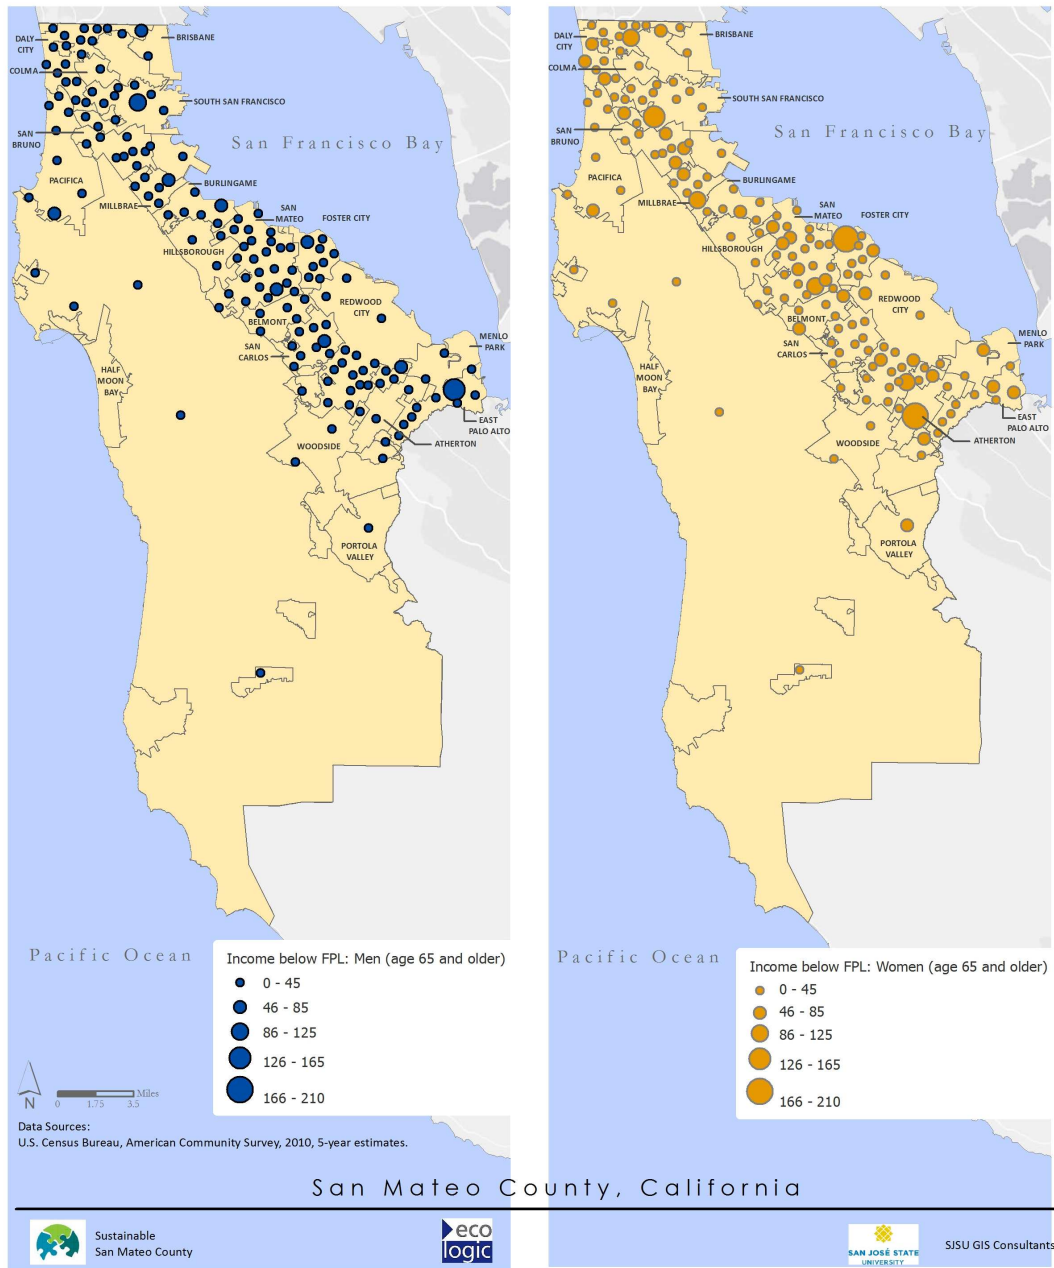 DALY
CITY
BRISBANE
COLMA
SOUTH SAN FRANCISCO
San Francisco Bay
SAN
BRUNO
PACIFICA
BURLINGAME
MILLBRAE
SAN
MATEO
FOSTER CITY
HILLSBOROUGH
REDWOOD
CITY
BELMONT
SAN
CARLOS
MENLO
PARK
HALF
MOON
BAY
EAST
PALO ALTO
ATHERTON
WOODSIDE
PORTOLA
VALLEY
Pacific Ocean
Income below FPL: Men (age 65 and older)
0 - 45
46 - 85
86 - 125
126 - 165
166 - 210
N
Miles
0 1.75 3.5
Data Sources:
U.S. Census Bureau, American Community Survey, 2010, 5-year estimates.
DALY
CITY
BRISBANE
COLMA
SOUTH SAN FRANCISCO
San Francisco Bay
SAN
BRUNO
PACIFICA
BURLINGAME
MILLBRAE
SAN
MATEO
FOSTER CITY
HILLSBOROUGH
REDWOOD
CITY
BELMONT
SAN
CARLOS
MENLO
PARK
HALF
MOON
BAY
EAST
PALO ALTO
ATHERTON
WOODSIDE
PORTOLA
VALLEY
Pacific Ocean
Income below FPL: Women (age 65 and older)
0 - 45
46 - 85
86 - 125
126 - 165
166 - 210
San Mateo County, California
Sustainable
San Mateo County
eco
logic
SAN JOSÉ STATE
UNIVERSITY
SJSU GIS Consultants